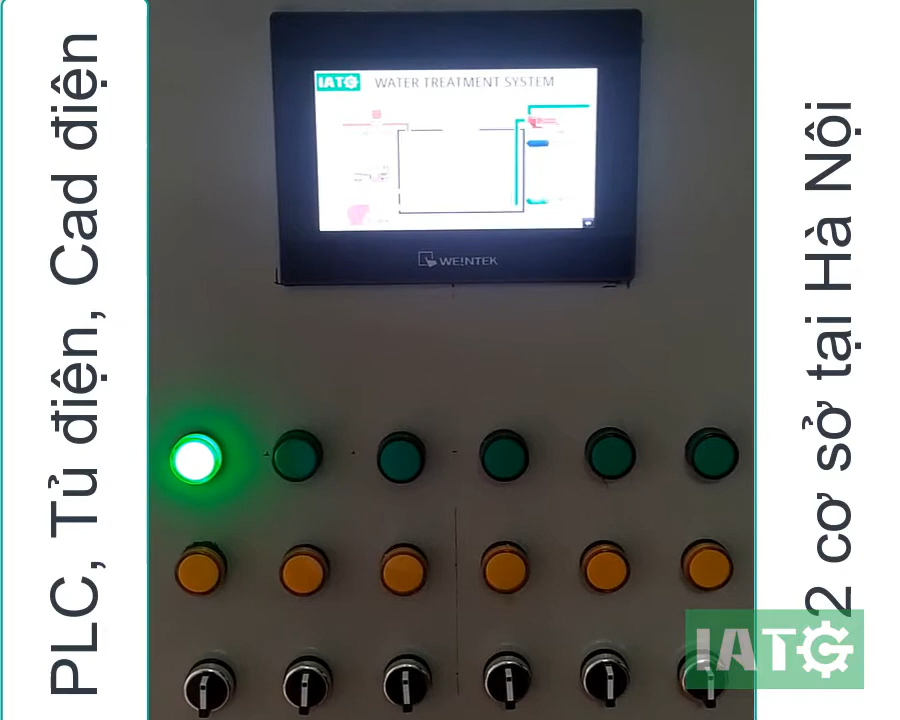 PLC, Tủ điện, Cad điện
IATG
WATER TREATMENT SYSTEM
WEINTEK
2 cơ sở tại Hà Nội
IATG